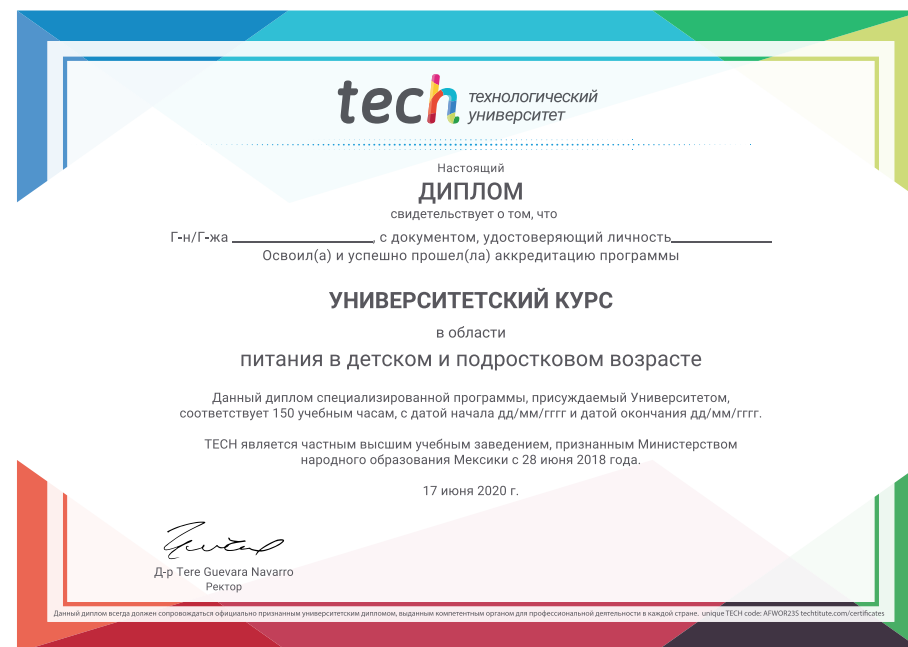 tech технологический
университет
Настоящий
ДИПЛОМ
свидетельствует о том, что
Г-н/Г-жа ____________, с документом, удостоверяющий личность____________
Освоил(а) и успешно прошел(ла) аккредитацию программы
УНИВЕРСИТЕТСКИЙ КУРС
в области
питания в детском и подростковом возрасте
Данный диплом специализированной программы, присуждаемый Университетом,
соответствует 150 учебным часам, с датой начала дд/мм/гггг и датой окончания дд/мм/гггг.
TECH является частным высшим учебным заведением, признанным Министерством
народного образования Мексики с 28 июня 2018 года.
17 июня 2020 г.
Д-р Tere Guevara Navarro
Ректор
Данный диплом всегда должен сопровождаться официально признанным университетским дипломом, выданным компетентным органом для профессиональной деятельности в каждой стране. unique TECH code: AFWOR23S techtitute.com/certificates